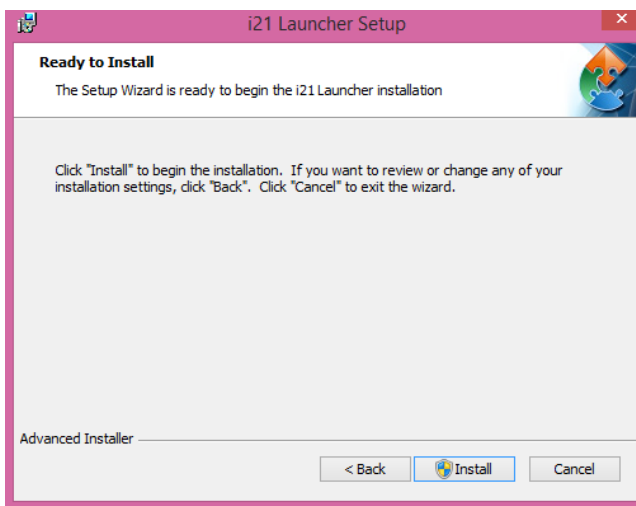 i21 Launcher Setup
Ready to Install
The Setup Wizard is ready to begin the i21 Launcher installation
Click "Install" to begin the installation.  If you want to review or change any of your
installation settings, click "Back".  Click "Cancel" to exit the wizard.
Advanced Installer
< Back
Install
Cancel